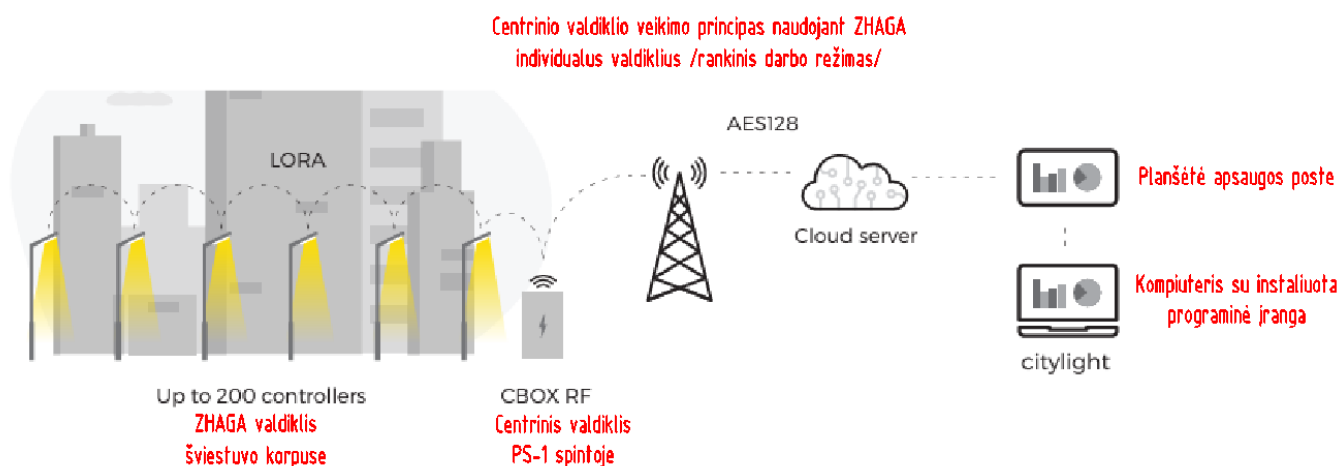 Centrinio valdiklio veikimo principas naudojant ZHAGA
individualus valdiklius /rankinis darbo režimas/
AES128
LORA
Planšėtė apsaugos poste
Cloud server
Kompiuteris su instaliuota
programinė įranga
citylight
Up to 200 controllers
ZHAGA valdiklis
šviestuvo korpuse
CBOX RF
Centrinis valdiklis
PS-1 spintoje